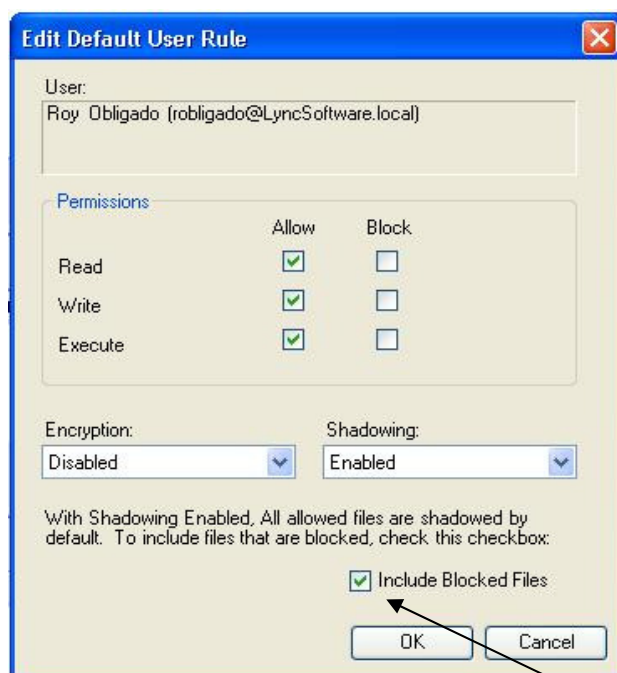 Edit Default User Rule
User:
Roy Obligado (robligado@LyncSoftware.local)
Permissions
Allow Block
Read
Write
Execute
Encryption: Shadowing:
Disabled Enabled
With Shadowing Enabled, All allowed files are shadowed by
default. To include files that are blocked, check this checkbox:
Include Blocked Files
OK Cancel